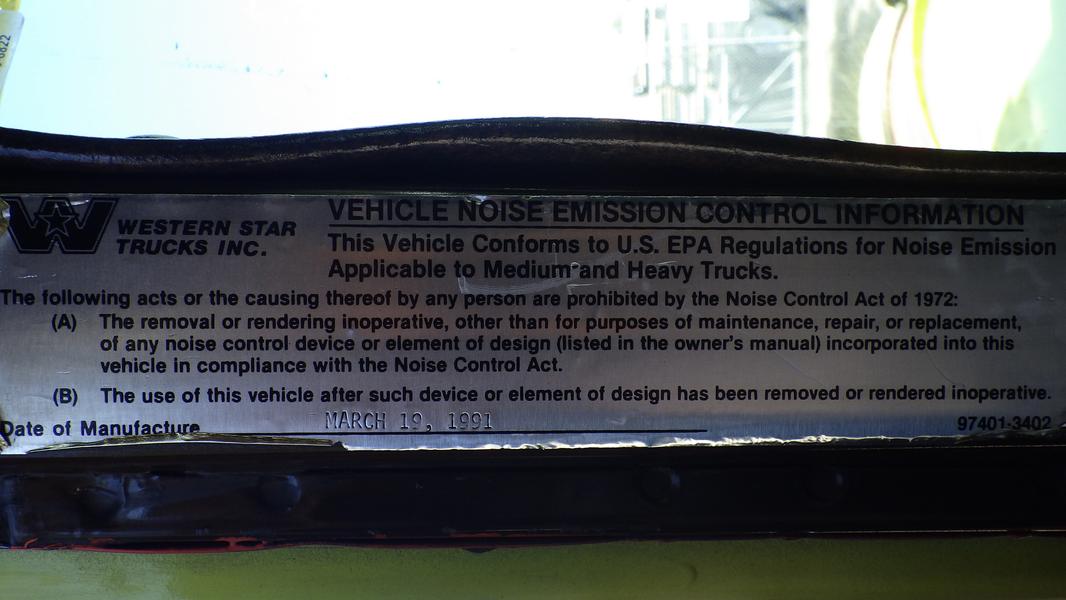 WESTERN STAR
TRUCKS INC.
VEHICLE NOISE EMISSION CONTROL INFORMATION
This Vehicle Conforms to U.S. EPA Regulations for Noise Emission
Applicable to Medium and Heavy Trucks.
The following acts or the causing thereof by any person are prohibited by the Noise Control Act of 1972:
(A) The removal or rendering inoperative, other than for purposes of maintenance, repair, or replacement,
of any noise control device or element of design (listed in the owner's manual) incorporated into this
vehicle in compliance with the Noise Control Act.
(B) The use of this vehicle after such device or element of design has been removed or rendered inoperative.
Date of Manufacture MARCH 19, 1991 97401-3402